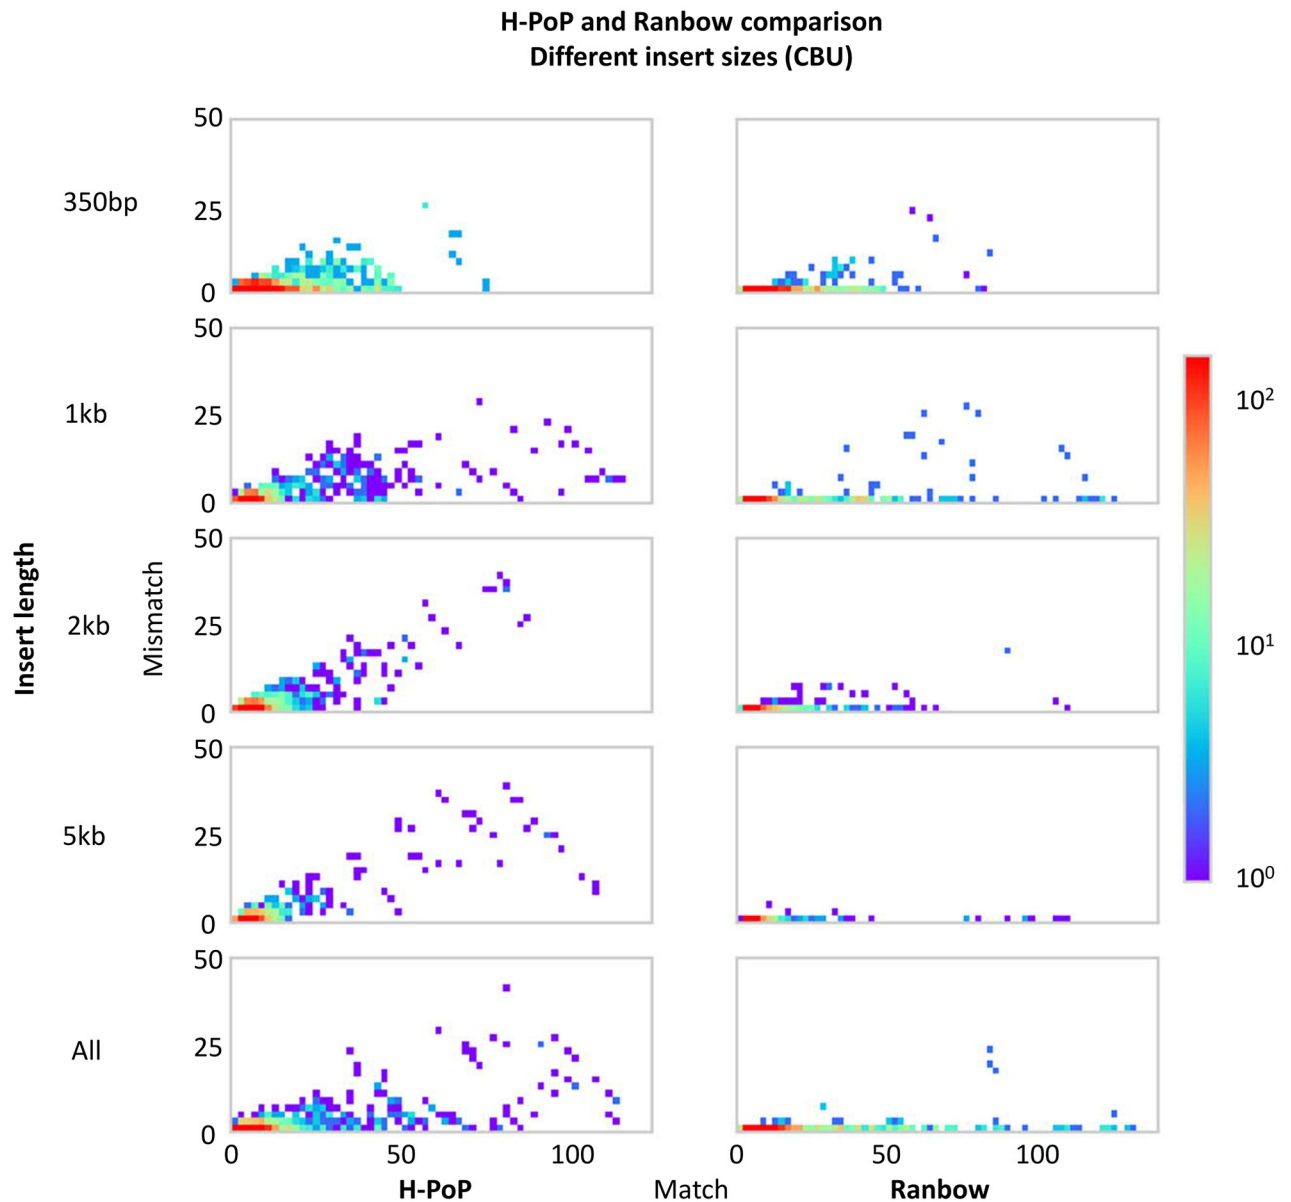 H-PoP and Ranbow comparison
Different insert sizes (CBU)
50
350bp
25
0
50
1kb
25
0
10²
50
2kb
25
0
10¹
Insert length
Mismatch
50
5kb
25
0
10⁰
50
All
25
0
0 50 100 0 50 100
H-PoP Match Ranbow